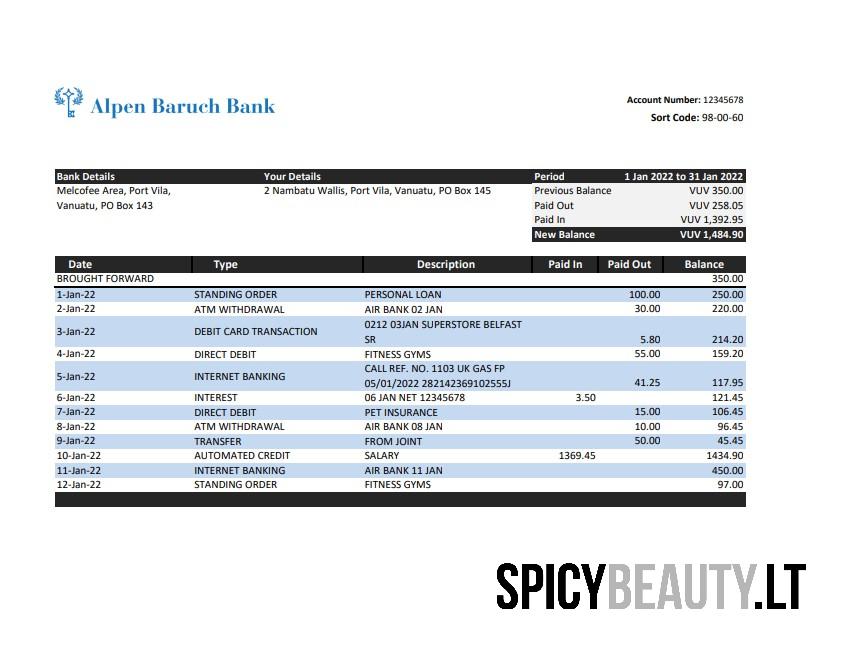 Alpen Baruch Bank
Account Number: 12345678
Sort Code: 98-00-60
Bank Details Your Details Period 1 Jan 2022 to 31 Jan 2022
Melcofee Area, Port Vila, 2 Nambatu Wallis, Port Vila, Vanuatu, PO Box 145 Previous Balance VUV 350.00
Vanuatu, PO Box 143 Paid Out VUV 258.05
Paid In VUV 1,392.95
New Balance VUV 1,484.90
Date Type Description Paid In Paid Out Balance
BROUGHT FORWARD 350.00
1-Jan-22 STANDING ORDER PERSONAL LOAN 100.00 250.00
2-Jan-22 ATM WITHDRAWAL AIR BANK 02 JAN 30.00 220.00
3-Jan-22 DEBIT CARD TRANSACTION 0212 03JAN SUPERSTORE BELFAST
SR 5.80 214.20
4-Jan-22 DIRECT DEBIT FITNESS GYMS 55.00 159.20
5-Jan-22 INTERNET BANKING CALL REF. NO. 1103 UK GAS FP
05/01/2022 282142369102555J 41.25 117.95
6-Jan-22 INTEREST 06 JAN NET 12345678 3.50 121.45
7-Jan-22 DIRECT DEBIT PET INSURANCE 15.00 106.45
8-Jan-22 ATM WITHDRAWAL AIR BANK 08 JAN 10.00 96.45
9-Jan-22 TRANSFER FROM JOINT 50.00 45.45
10-Jan-22 AUTOMATED CREDIT SALARY 1369.45 1434.90
11-Jan-22 INTERNET BANKING AIR BANK 11 JAN 450.00
12-Jan-22 STANDING ORDER FITNESS GYMS 97.00
SPICYBEAUTY.LT